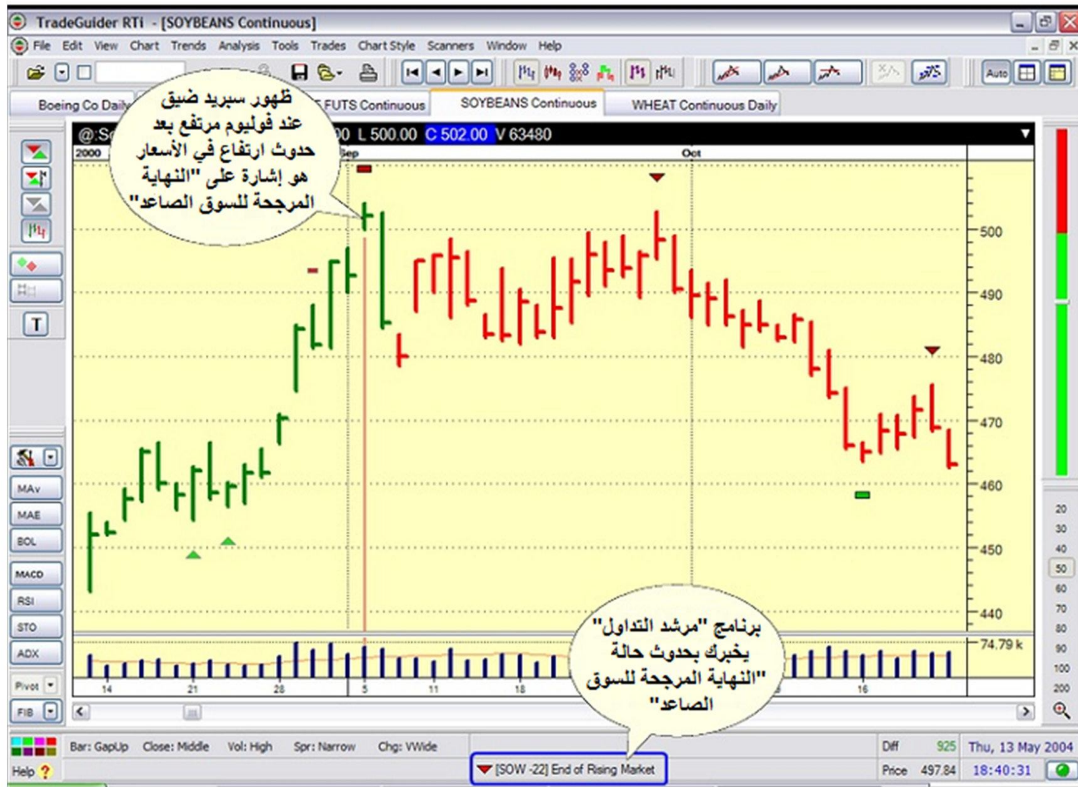 TradeGuider RTi - [SOYBEANS Continuous]
File Edit View Chart Trends Analysis Tools Trades Chart Style Scanners Window Help
Auto
Boeing Co Daily
FUTS Continuous
SOYBEANS Continuous
WHEAT Continuous Daily
L 500.00 C 502.00 V 63480
2000
Sep
Oct
ظهور سبريد ضيق
عند فوليوم مرتفع بعد
حدوث ارتفاع في الأسعار
هو إشارة على "النهاية
المرجحة للسوق الصاعد"
500
490
480
470
460
450
440
T
MAv
MAE
BOL
MACD
RSI
STO
ADX
Pivot
FIB
20
30
40
50
60
70
80
90
100
200
برنامج "مرشد التداول"
يخبرك بحدوث حالة
"النهاية المرجحة للسوق
الصاعد"
74.79 k
14 21 28 5 11 18 16
Bar: GapUp Close: Middle Vol: High Spr: Narrow Chg: VWide
Diff 925 Thu, 13 May 2004
Help ?
[SOW -22] End of Rising Market
Price 497.84 18:40:31